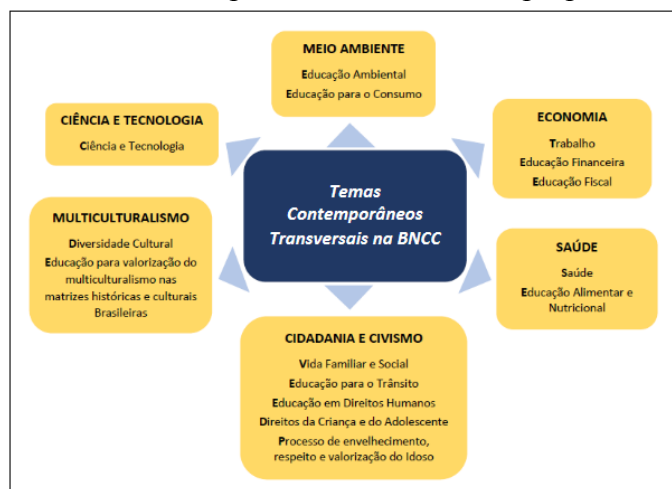 MEIO AMBIENTE
Educação Ambiental
Educação para o Consumo
CIÊNCIA E TECNOLOGIA
Ciência e Tecnologia
ECONOMIA
Trabalho
Educação Financeira
Educação Fiscal
Temas
Contemporâneos
Transversais na BNCC
MULTICULTURALISMO
Diversidade Cultural
Educação para valorização do
multiculturalismo nas
matrizes históricas e culturais
Brasileiras
SAÚDE
Saúde
Educação Alimentar e
Nutricional
CIDADANIA E CIVISMO
Vida Familiar e Social
Educação para o Trânsito
Educação em Direitos Humanos
Direitos da Criança e do Adolescente
Processo de envelhecimento,
respeito e valorização do Idoso